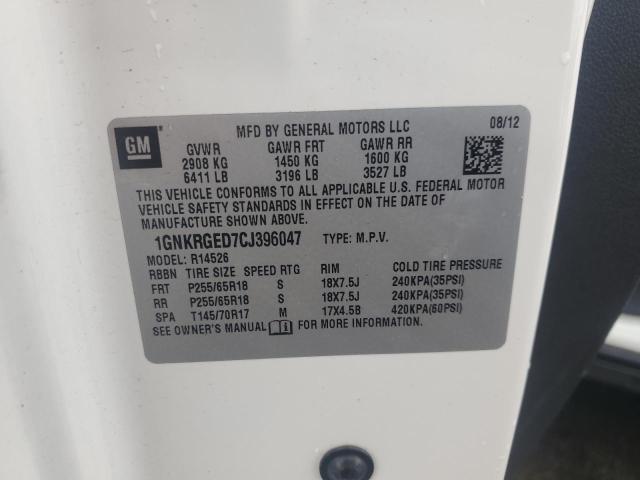 GM
MFD BY GENERAL MOTORS LLC 08/12
GVWR GAWR FRT GAWR RR
2908 KG 1450 KG 1600 KG
6411 LB 3196 LB 3527 LB
THIS VEHICLE CONFORMS TO ALL APPLICABLE U.S. FEDERAL MOTOR
VEHICLE SAFETY STANDARDS IN EFFECT ON THE DATE OF
MANUFACTURE SHOWN ABOVE.
1GNKRGED7CJ396047 TYPE: M.P.V.
MODEL: R14526
RBBN TIRE SIZE SPEED RTG RIM COLD TIRE PRESSURE
FRT P255/65R18 S 18X7.5J 240KPA(35PSI)
RR P255/65R18 S 18X7.5J 240KPA(35PSI)
SPA T145/70R17 M 17X4.5B 420KPA(60PSI)
SEE OWNER'S MANUAL FOR MORE INFORMATION.